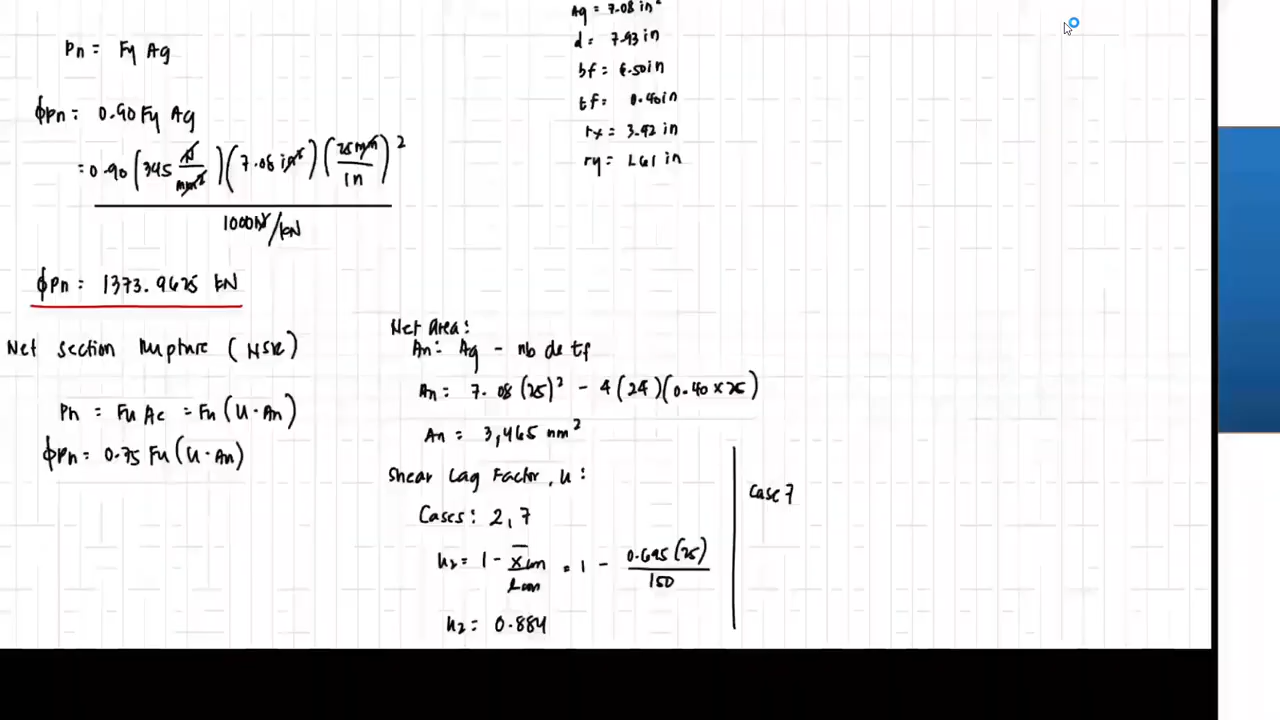 Pn = Fy Ag
ϕPn = 0.90 Fy Ag
= 0.90 (345 N/mm²) (7.08 in²) (25mm/in)²
1000N/kN
ϕPn = 1373.9625 kN
Ag = 7.08 in²
d = 7.93 in
bf = 6.50 in
tf = 0.40 in
rx = 3.42 in
ry = 1.61 in
Net Section Rupture (NSR)
Pn = Fu Ae = Fu (U·An)
ϕPn = 0.75 Fu (U·An)
Net Area:
An = Ag - nb de tf
An = 7.08 (25)² - 4 (24) (0.40 × 25)
An = 3,465 mm²
Shear Lag Factor, U:
Cases: 2, 7
U2 = 1 - x̄con/Lcon = 1 - 0.695 (25)/150
U2 = 0.884
Case 7